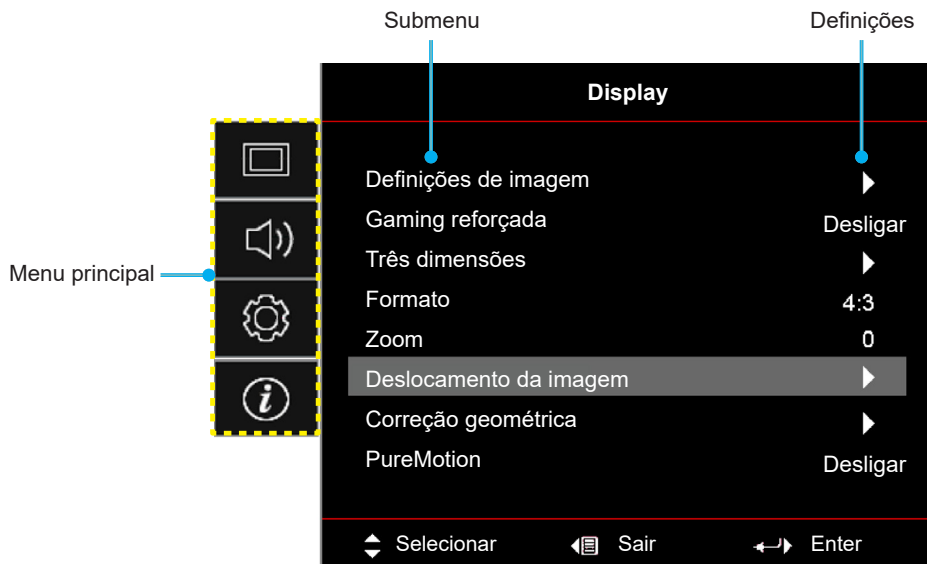 Submenu
Definições
Display
Definições de imagem
Gaming reforçada
Desligar
Três dimensões
Menu principal
Formato
4:3
Zoom
0
Deslocamento da imagem
Correção geométrica
PureMotion
Desligar
Selecionar
Sair
Enter